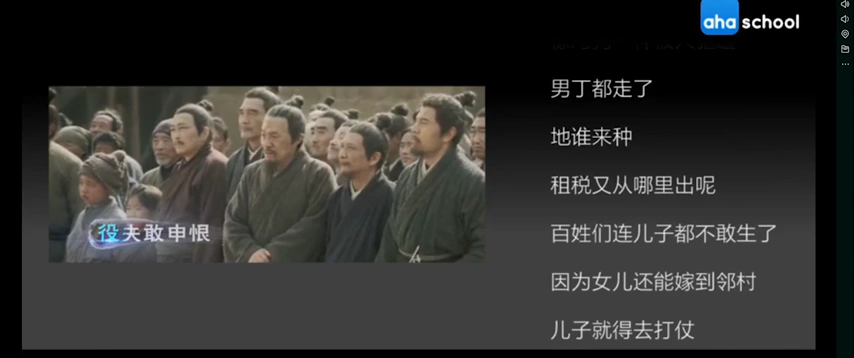 aha school
役夫敢申恨
男丁都走了
地谁来种
租税又从哪里出呢
百姓们连儿子都不敢生了
因为女儿还能嫁到邻村
儿子就得去打仗